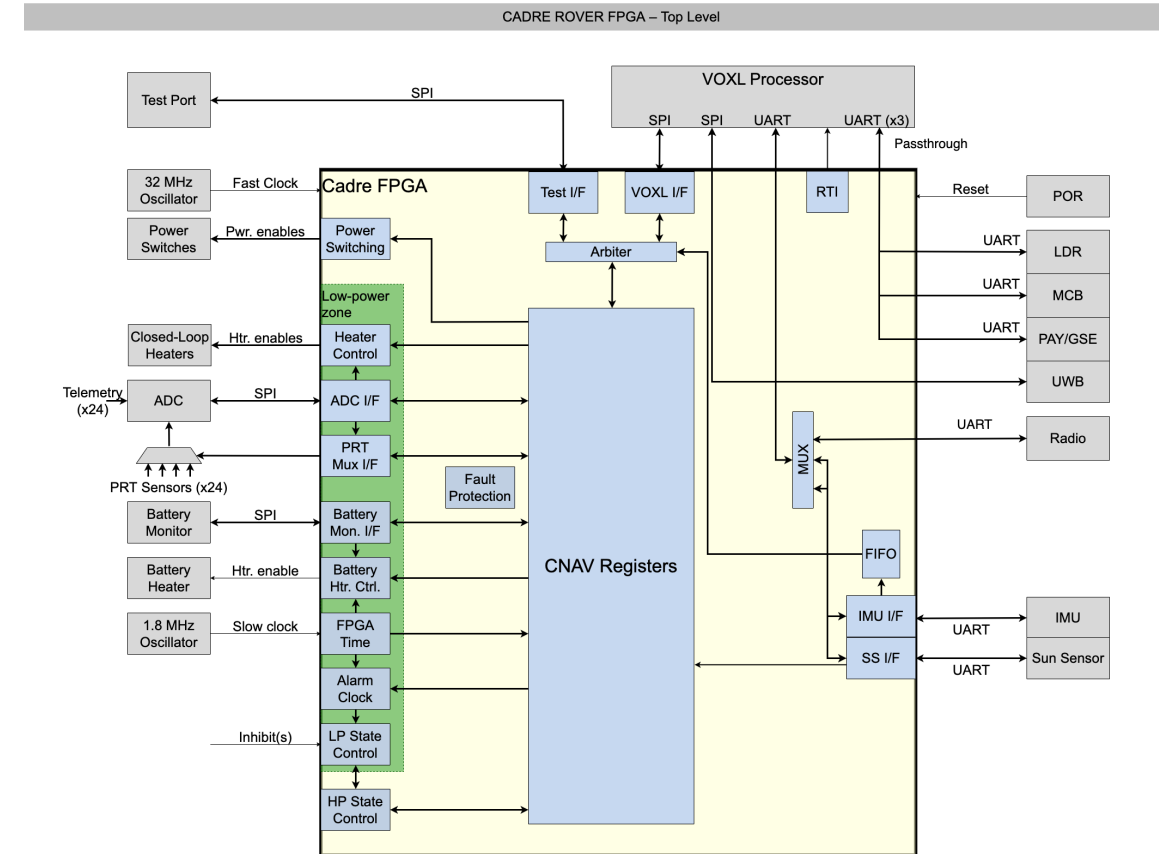 CADRE ROVER FPGA – Top Level
VOXL Processor
Test Port
SPI
SPI
SPI
UART
UART (x3)
Passthrough
32 MHz
Oscillator
Fast Clock
Cadre FPGA
Test I/F
VOXL I/F
RTI
Reset
POR
Power
Switches
Pwr. enables
Power
Switching
Arbiter
UART
LDR
Low-power
zone
UART
MCB
Closed-Loop
Heaters
Htr. enables
Heater
Control
UART
PAY/GSE
Telemetry
(x24)
ADC
SPI
ADC I/F
UWB
PRT
Mux I/F
MUX
UART
Radio
PRT Sensors (x24)
Fault
Protection
Battery
Monitor
SPI
Battery
Mon. I/F
Battery
Heater
Htr. enable
Battery
Htr. Ctrl.
CNAV Registers
FIFO
1.8 MHz
Oscillator
Slow clock
FPGA
Time
IMU I/F
UART
IMU
SS I/F
UART
Sun Sensor
Alarm
Clock
Inhibit(s)
LP State
Control
HP State
Control